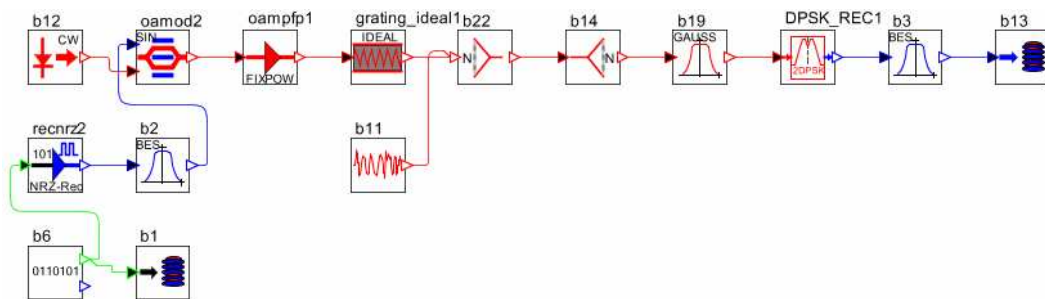 b12
oamod2
oampfp1
grating_ideal1
b22
b14
b19
DPSK_REC1
b3
b13
CW
SIN
FIXPOW
IDEAL
N
N
GAUSS
2DPSK
BES
recnrz2
b2
b11
101
NRZ-Rec
BES
b6
b1
0110101